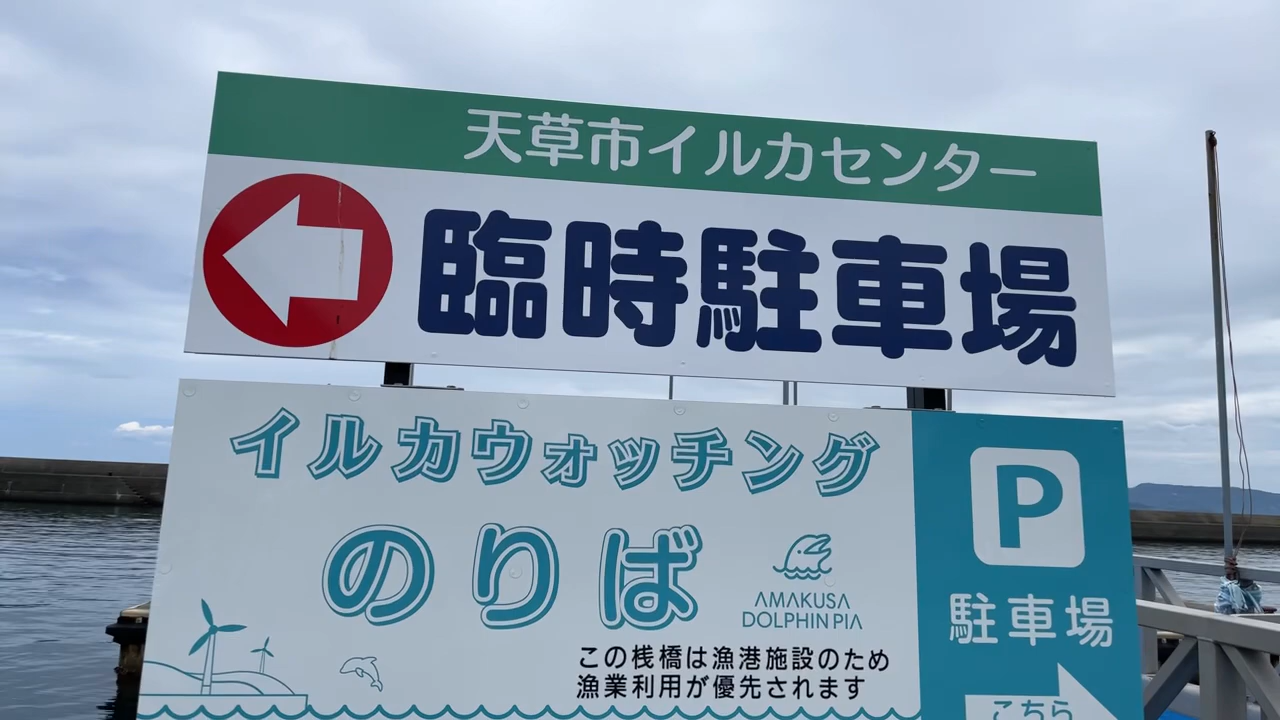 天草市イルカセンター
臨時駐車場
イルカウォッチング
のりば
AMAKUSA
DOLPHIN PIA
この桟橋は漁港施設のため
漁業利用が優先されます
P
駐車場
こちら